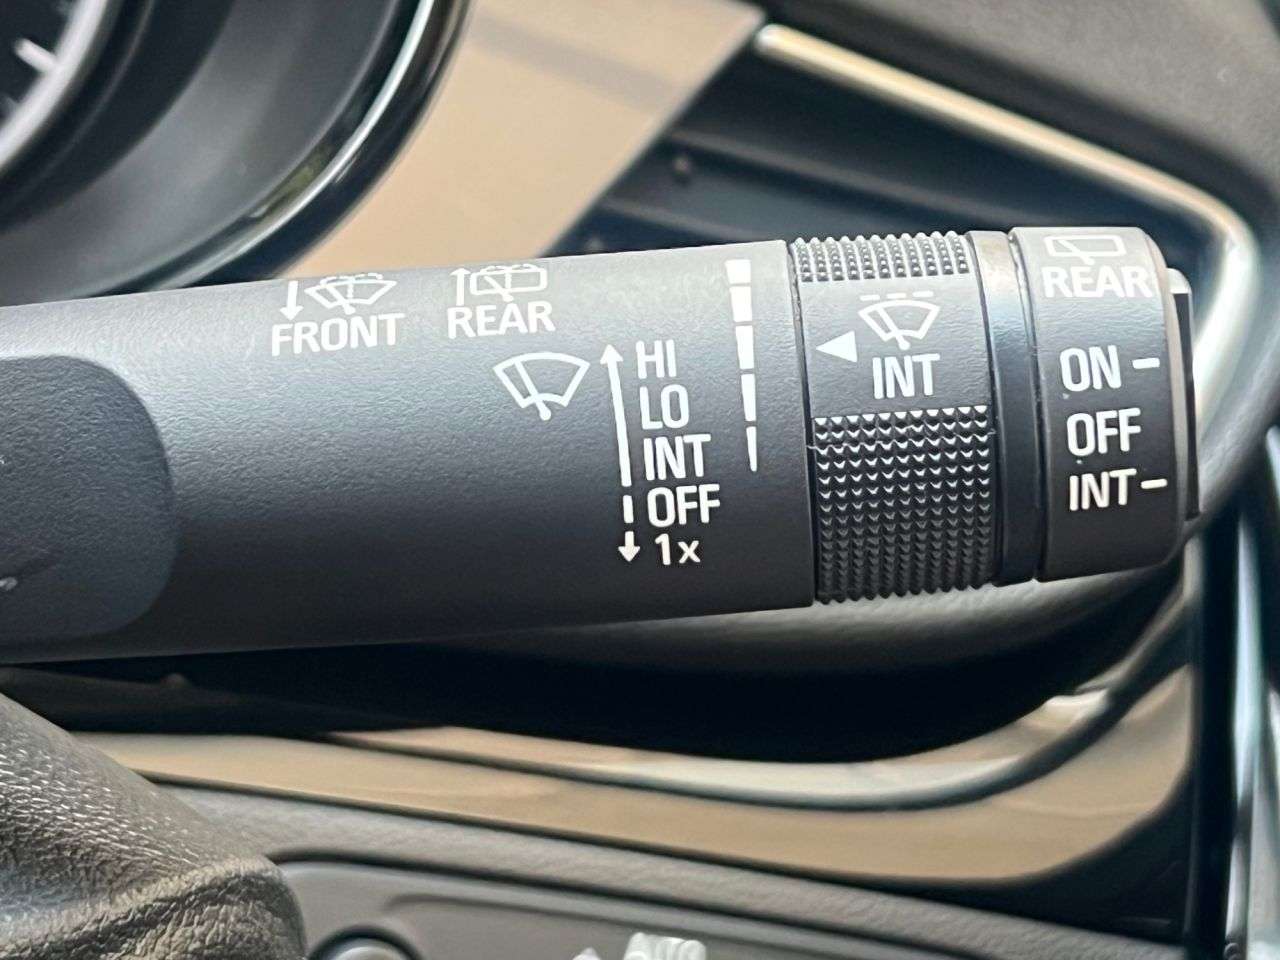 FRONT
REAR
HI
LO
INT
OFF
1x
INT
REAR
ON
OFF
INT